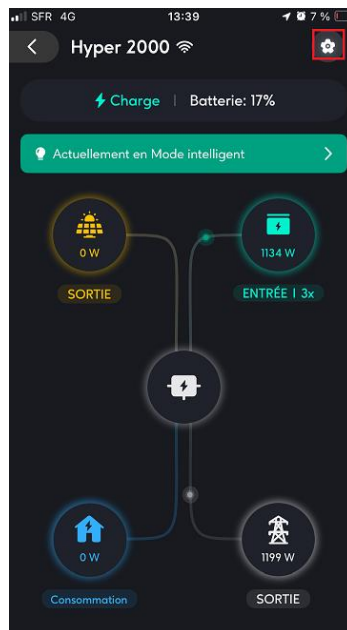 SFR 4G 13:39 7 %
Hyper 2000
Charge | Batterie: 17%
Actuellement en Mode intelligent
0 W
1134 W
SORTIE
ENTRÉE | 3x
0 W
1199 W
Consommation
SORTIE